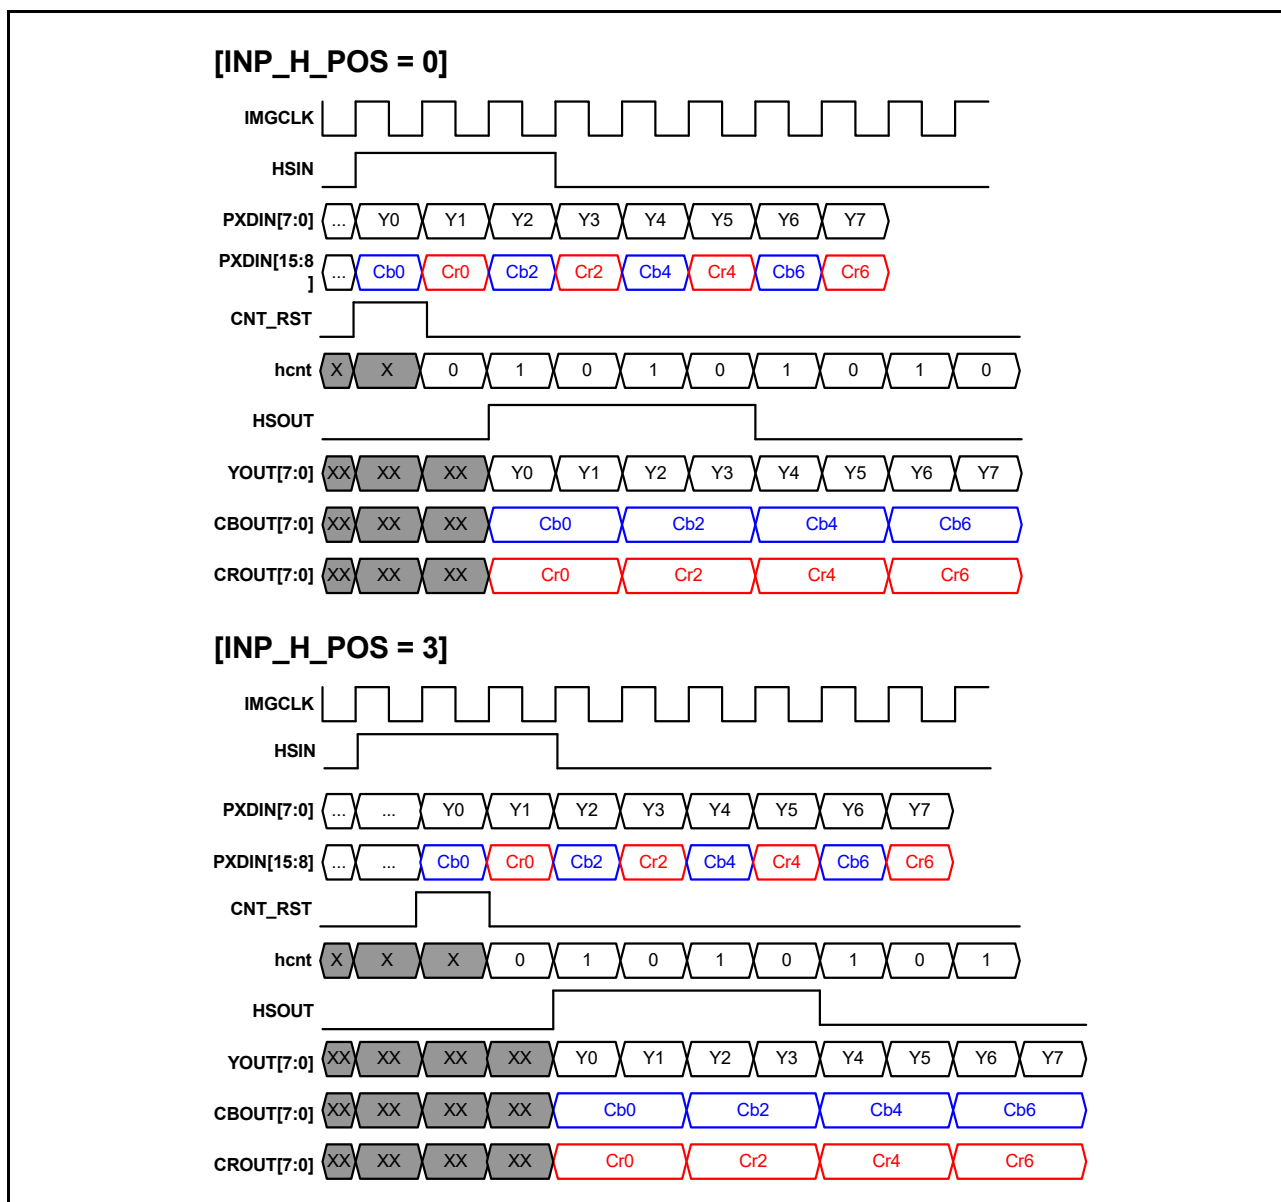 [INP_H_POS = 0]
IMGCLK
HSIN
PXDIN[7:0] ... Y0 Y1 Y2 Y3 Y4 Y5 Y6 Y7
PXDIN[15:8
] ... Cb0 Cr0 Cb2 Cr2 Cb4 Cr4 Cb6 Cr6
CNT_RST
hcnt X X 0 1 0 1 0 1 0 1 0
HSOUT
YOUT[7:0] XX XX XX Y0 Y1 Y2 Y3 Y4 Y5 Y6 Y7
CBOUT[7:0] XX XX XX Cb0 Cb2 Cb4 Cb6
CROUT[7:0] XX XX XX Cr0 Cr2 Cr4 Cr6
[INP_H_POS = 3]
IMGCLK
HSIN
PXDIN[7:0] ... ... Y0 Y1 Y2 Y3 Y4 Y5 Y6 Y7
PXDIN[15:8] ... ... Cb0 Cr0 Cb2 Cr2 Cb4 Cr4 Cb6 Cr6
CNT_RST
hcnt X X X 0 1 0 1 0 1 0 1
HSOUT
YOUT[7:0] XX XX XX XX Y0 Y1 Y2 Y3 Y4 Y5 Y6 Y7
CBOUT[7:0] XX XX XX XX Cb0 Cb2 Cb4 Cb6
CROUT[7:0] XX XX XX XX Cr0 Cr2 Cr4 Cr6